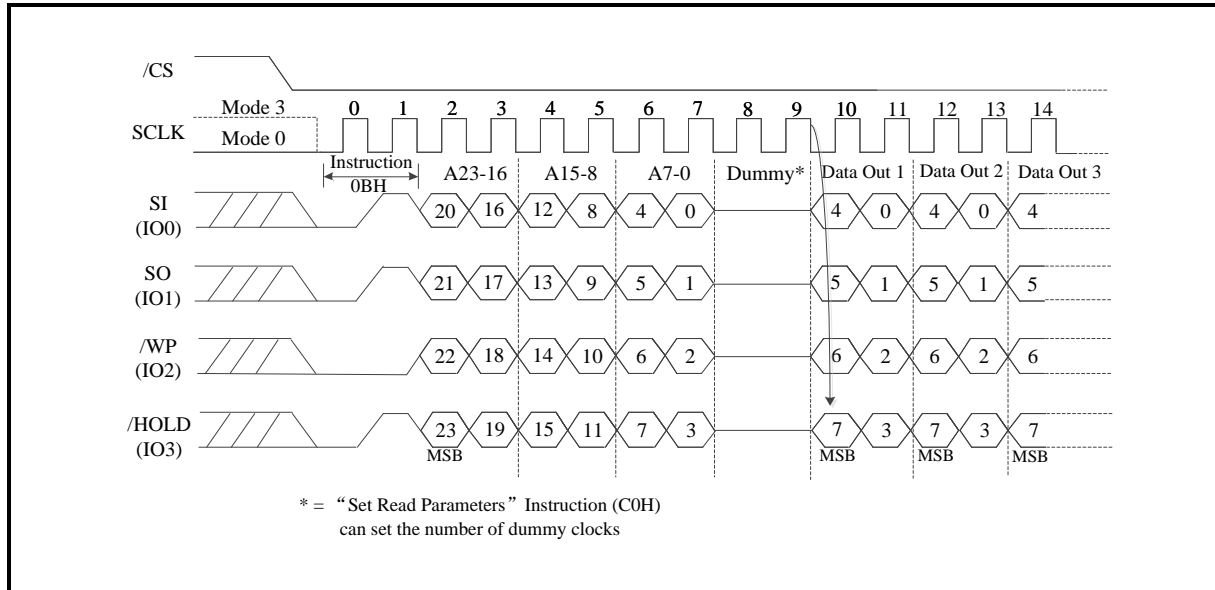 /CS
Mode 3 0 1 2 3 4 5 6 7 8 9 10 11 12 13 14
SCLK
Mode 0
Instruction
0BH
A23-16 A15-8 A7-0 Dummy* Data Out 1 Data Out 2 Data Out 3
SI
(IO0)
20 16 12 8 4 0 4 0 4 0 4
SO
(IO1)
21 17 13 9 5 1 5 1 5 1 5
/WP
(IO2)
22 18 14 10 6 2 6 2 6 2 6
/HOLD
(IO3)
23 19 15 11 7 3 7 3 7 3 7
MSB MSB MSB MSB
* = “Set Read Parameters” Instruction (C0H)
can set the number of dummy clocks